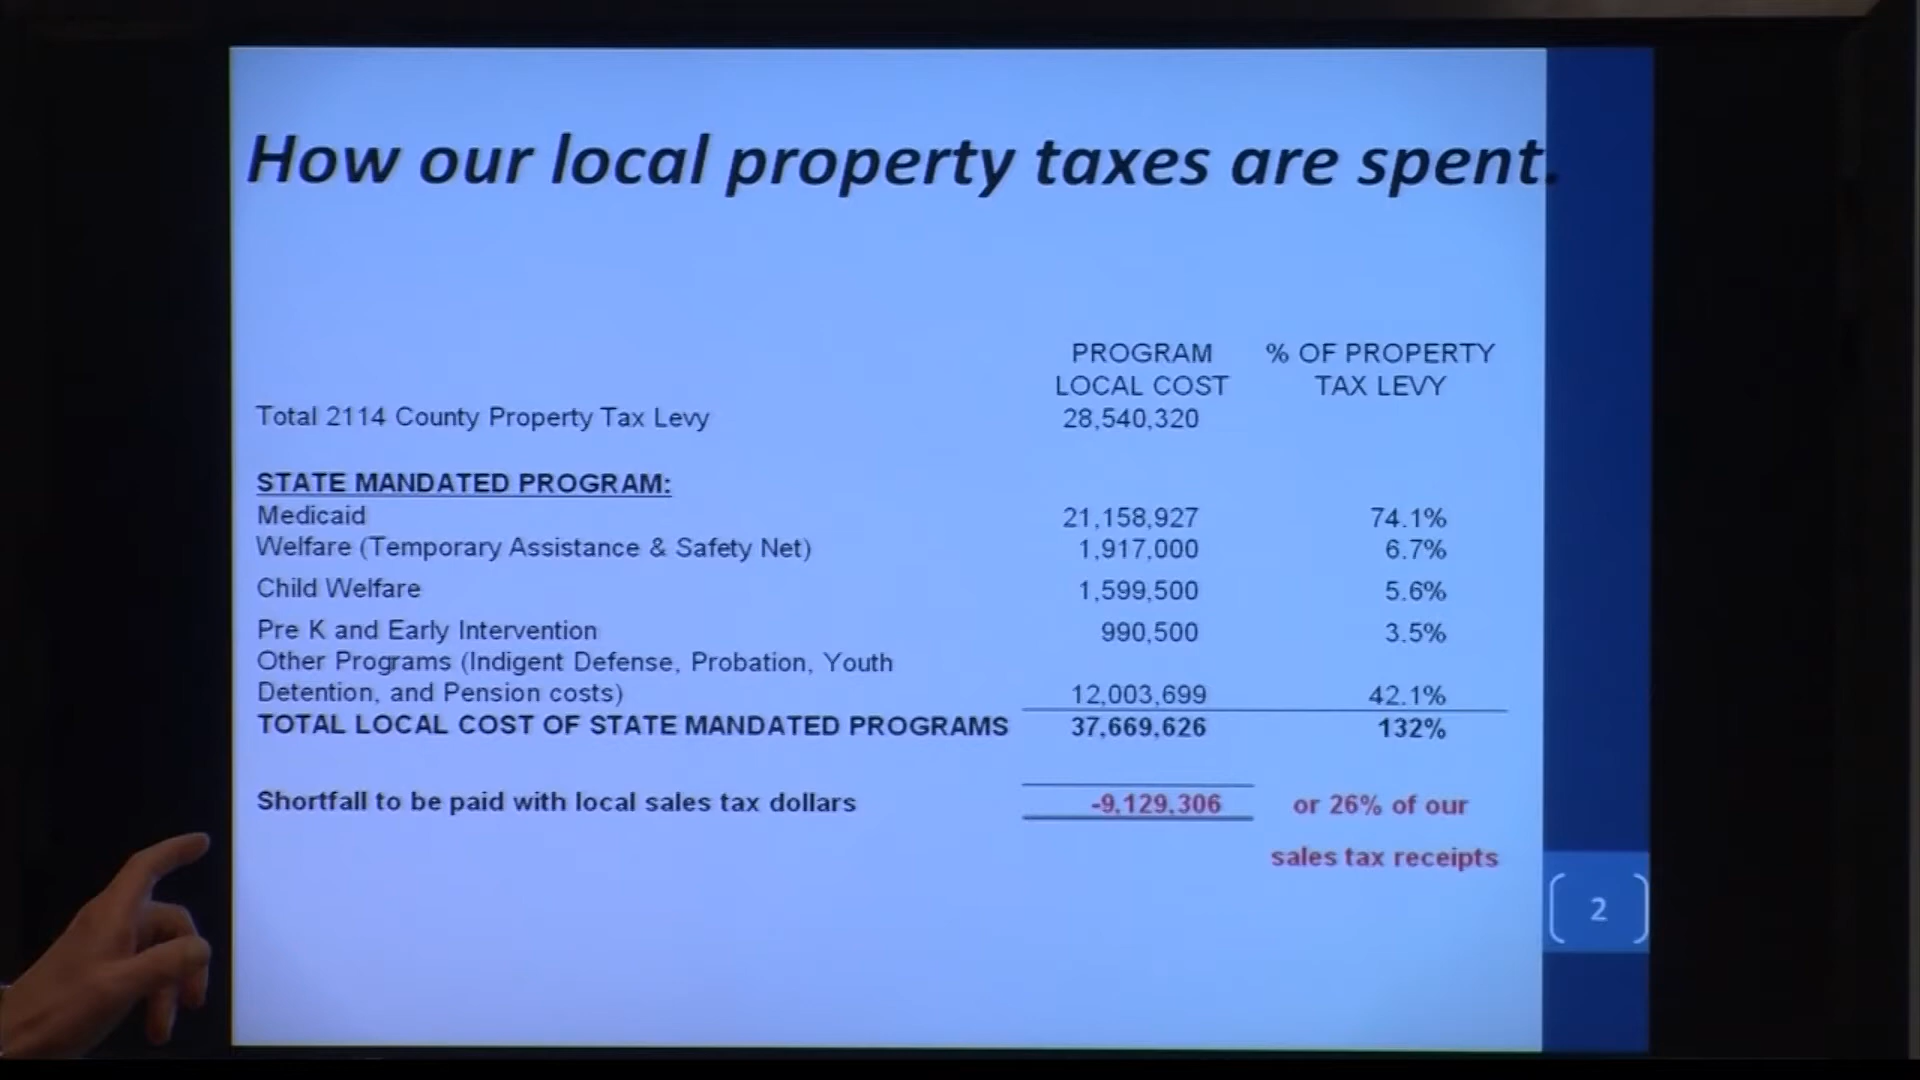 How our local property taxes are spent.
PROGRAM % OF PROPERTY
LOCAL COST TAX LEVY
Total 2114 County Property Tax Levy 28,540,320
STATE MANDATED PROGRAM:
Medicaid 21,158,927 74.1%
Welfare (Temporary Assistance & Safety Net) 1,917,000 6.7%
Child Welfare 1,599,500 5.6%
Pre K and Early Intervention 990,500 3.5%
Other Programs (Indigent Defense, Probation, Youth
Detention, and Pension costs) 12,003,699 42.1%
TOTAL LOCAL COST OF STATE MANDATED PROGRAMS 37,669,626 132%
Shortfall to be paid with local sales tax dollars -9,129,306 or 26% of our
sales tax receipts
2